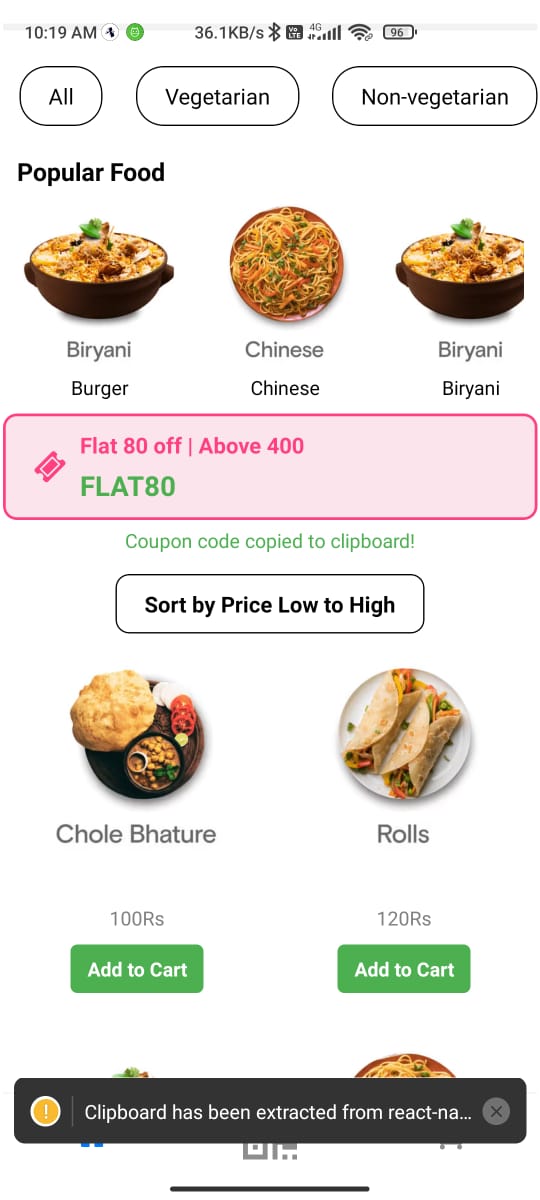 10:19 AM 36.1KB/s Vo LTE 4G 96
All Vegetarian Non-vegetarian
Popular Food
Biryani Chinese Biryani
Burger Chinese Biryani
Flat 80 off | Above 400
FLAT80
Coupon code copied to clipboard!
Sort by Price Low to High
Chole Bhature Rolls
100Rs 120Rs
Add to Cart Add to Cart
Clipboard has been extracted from react-na...